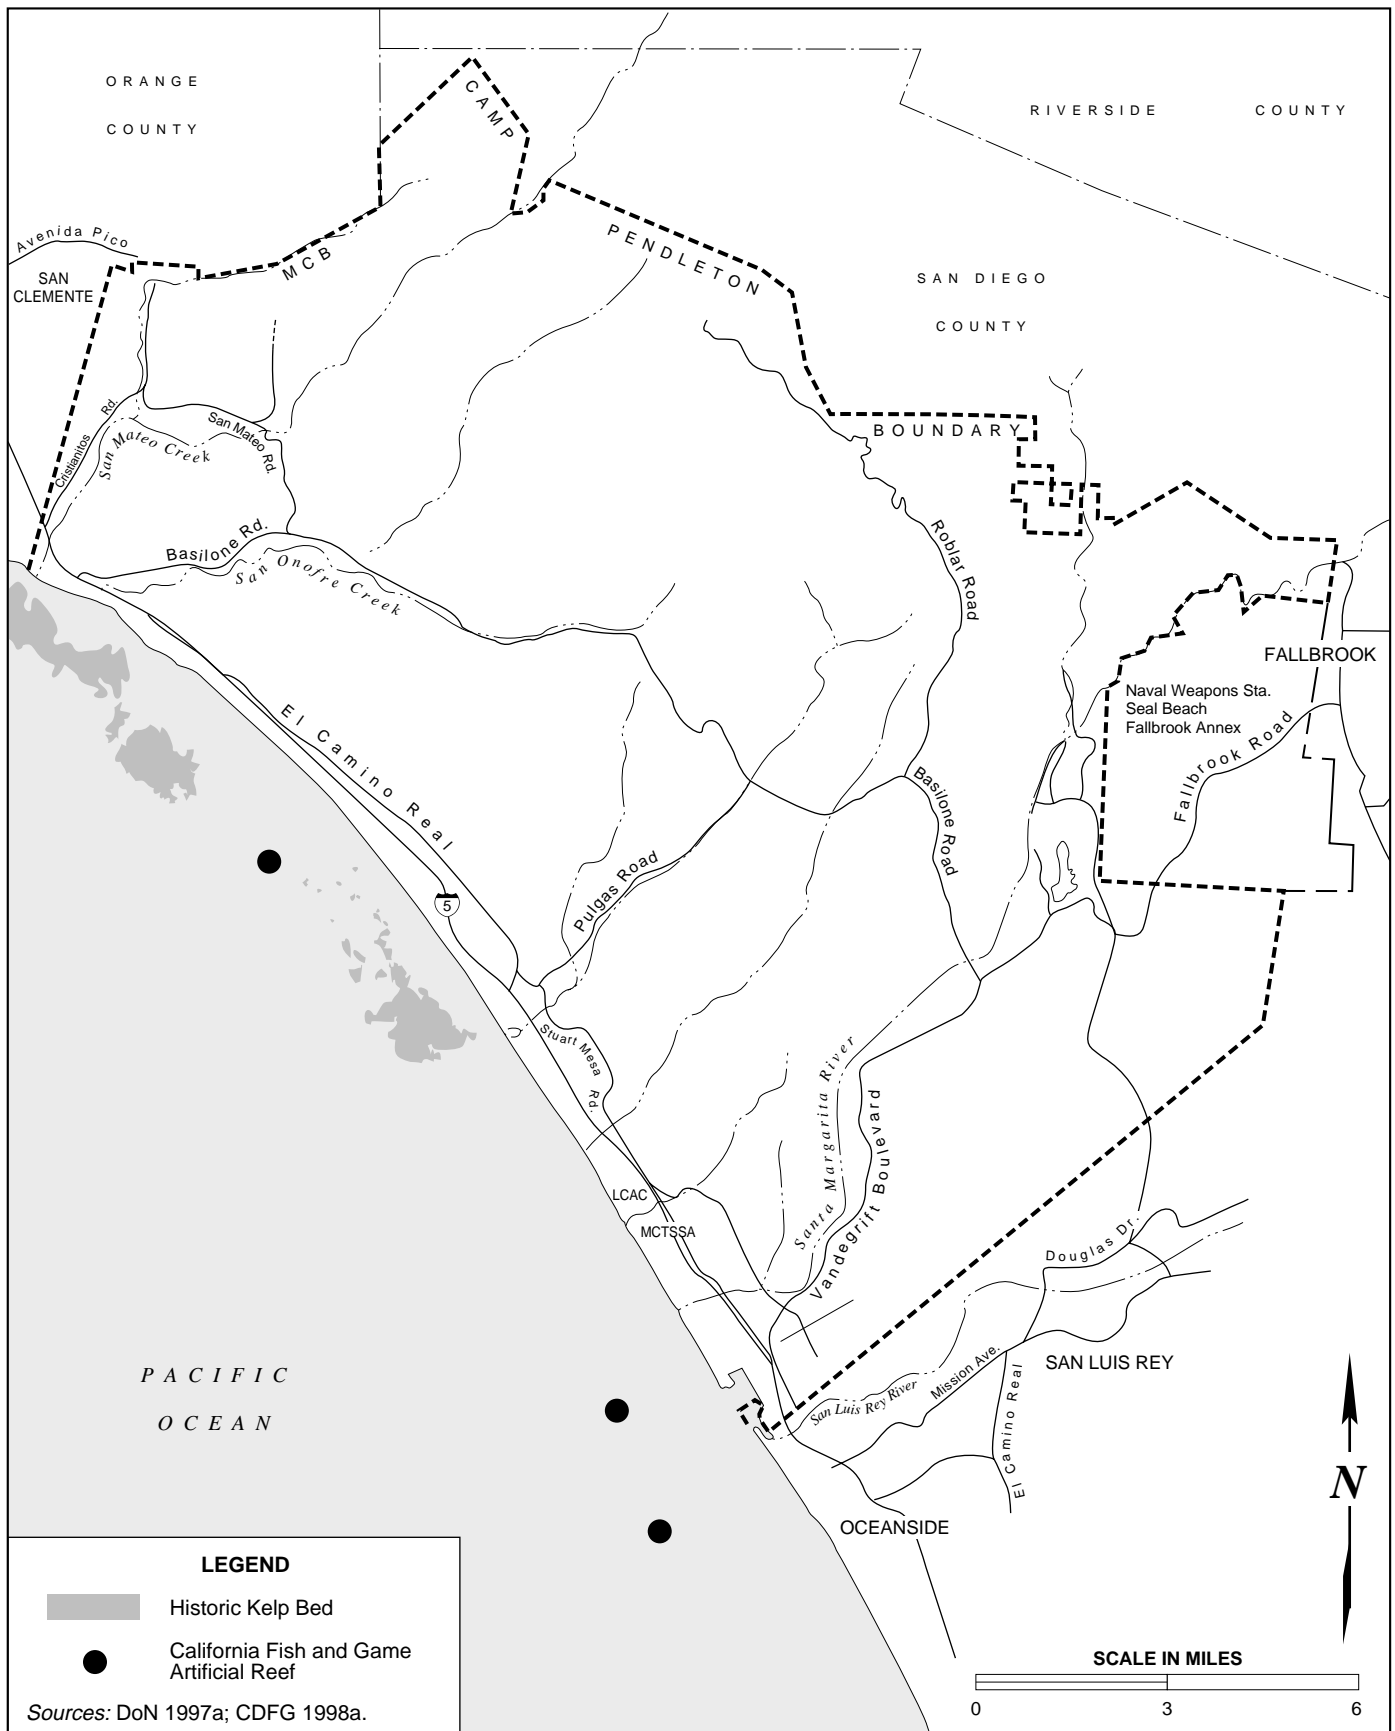 ORANGE
COUNTY
CAMP
RIVERSIDE COUNTY
Avenida Pico
SAN
CLEMENTE
MCB
PENDLETON
SAN DIEGO
COUNTY
BOUNDARY
Cristianitos Rd.
San Mateo Creek
San Mateo Rd.
Basilone Rd.
San Onofre Creek
Roblar Road
FALLBROOK
Naval Weapons Sta.
Seal Beach
Fallbrook Annex
Fallbrook Road
El Camino Real
Basilone Road
5
Pulgas Road
Stuart Mesa Rd.
Santa Margarita River
Vandegrift Boulevard
LCAC
MCTSSA
Douglas Dr.
PACIFIC
OCEAN
San Luis Rey River
Mission Ave.
SAN LUIS REY
El Camino Real
OCEANSIDE
N
LEGEND
Historic Kelp Bed
California Fish and Game
Artificial Reef
Sources: DoN 1997a; CDFG 1998a.
SCALE IN MILES
0 3 6